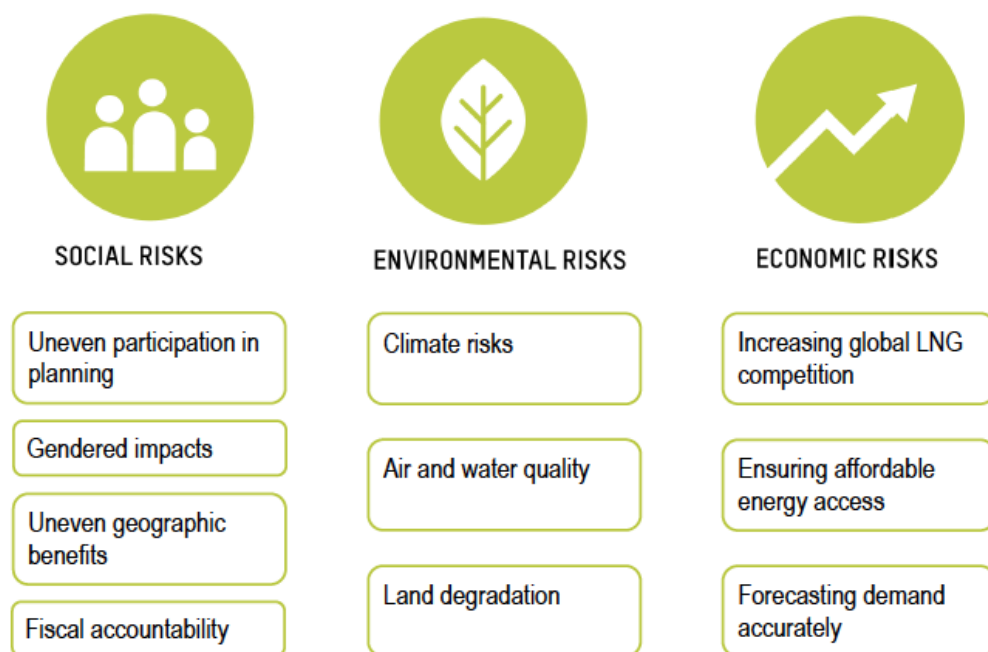 SOCIAL RISKS
Uneven participation in
planning
Gendered impacts
Uneven geographic
benefits
Fiscal accountability
ENVIRONMENTAL RISKS
Climate risks
Air and water quality
Land degradation
ECONOMIC RISKS
Increasing global LNG
competition
Ensuring affordable
energy access
Forecasting demand
accurately